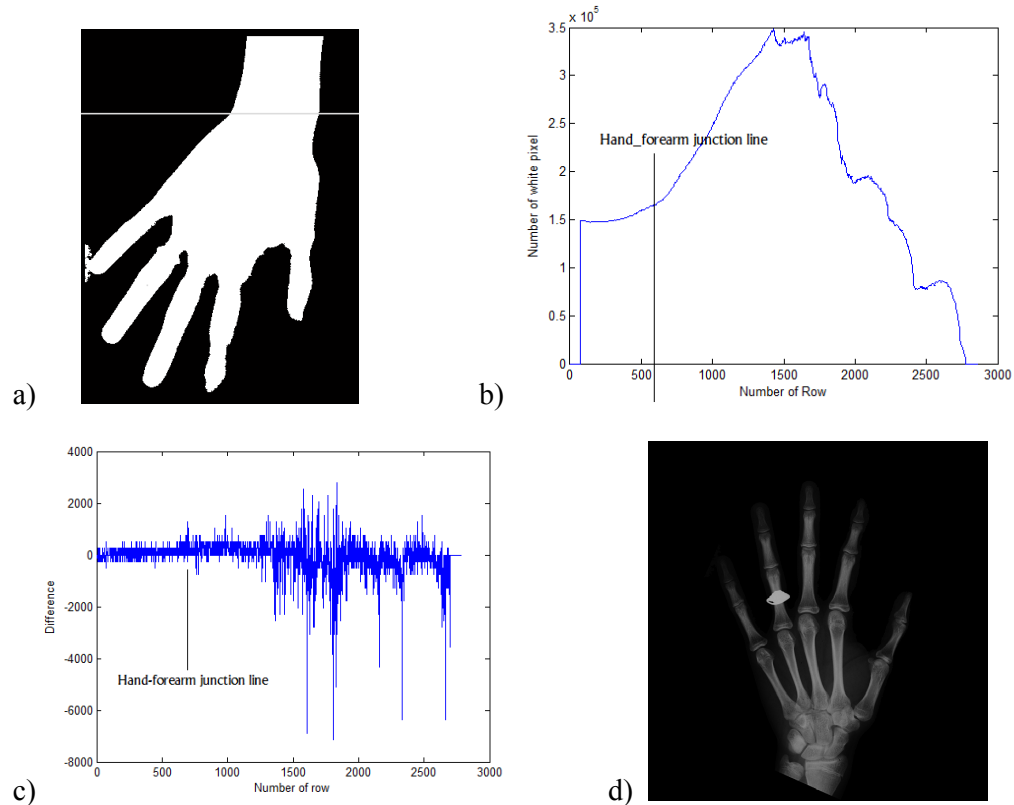 a)
b)
x 10^5
3.5
3
2.5
2
1.5
1
0.5
0
Number of white pixel
Hand_forearm junction line
0 500 1000 1500 2000 2500 3000
Number of Row
c)
4000
2000
0
-2000
-4000
-6000
-8000
Difference
Hand-forearm junction line
0 500 1000 1500 2000 2500 3000
Number of row
d)